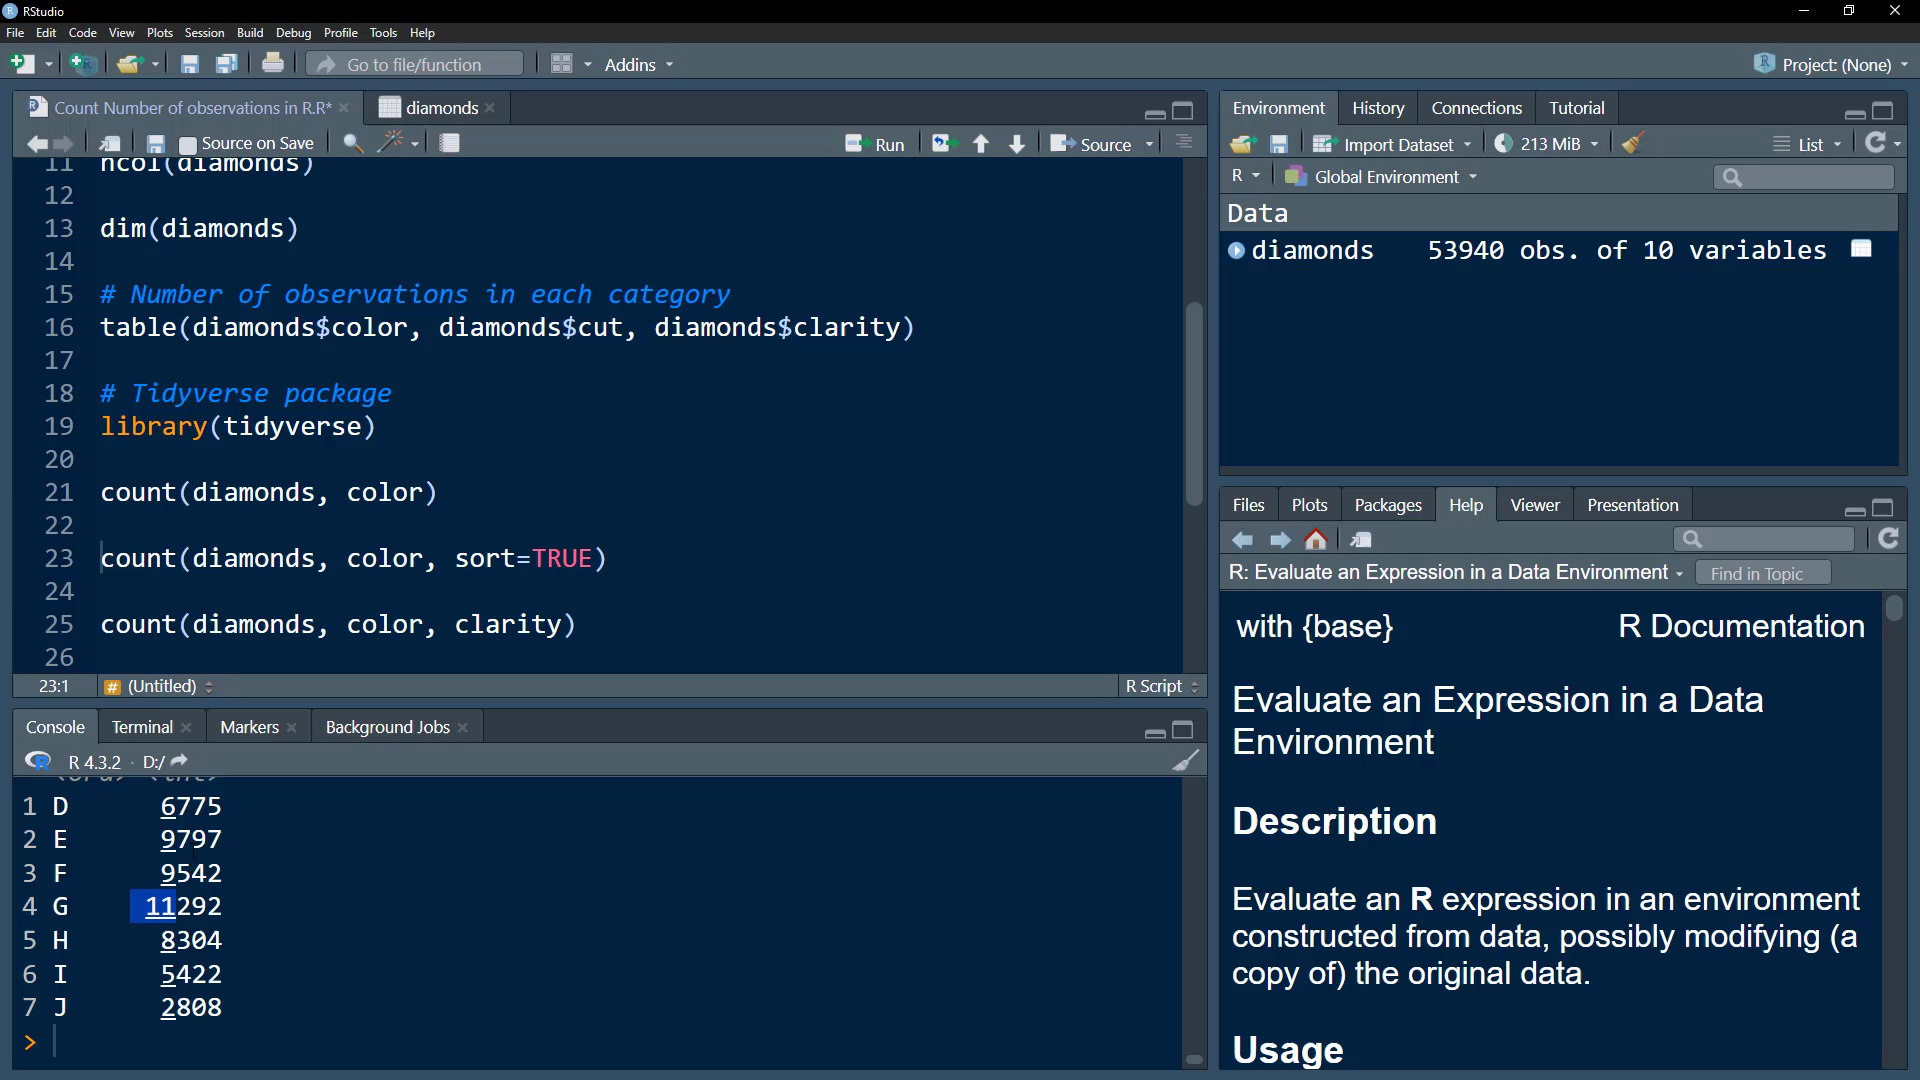 RStudio
File Edit Code View Plots Session Build Debug Profile Tools Help
Go to file/function
Addins
Project: (None)
Count Number of observations in R.R*
diamonds
Source on Save
Run
Source
11 ncol(diamonds)
12
13 dim(diamonds)
14
15 # Number of observations in each category
16 table(diamonds$color, diamonds$cut, diamonds$clarity)
17
18 # Tidyverse package
19 library(tidyverse)
20
21 count(diamonds, color)
22
23 count(diamonds, color, sort=TRUE)
24
25 count(diamonds, color, clarity)
26
23:1 (Untitled) R Script
Console Terminal Markers Background Jobs
R 4.3.2 · D:/
<ord> <int>
1 D 6775
2 E 9797
3 F 9542
4 G 11292
5 H 8304
6 I 5422
7 J 2808
>
Environment History Connections Tutorial
Import Dataset 213 MiB List
R Global Environment
Data
diamonds 53940 obs. of 10 variables
Files Plots Packages Help Viewer Presentation
R: Evaluate an Expression in a Data Environment Find in Topic
with {base} R Documentation
Evaluate an Expression in a Data
Environment
Description
Evaluate an R expression in an environment
constructed from data, possibly modifying (a
copy of) the original data.
Usage